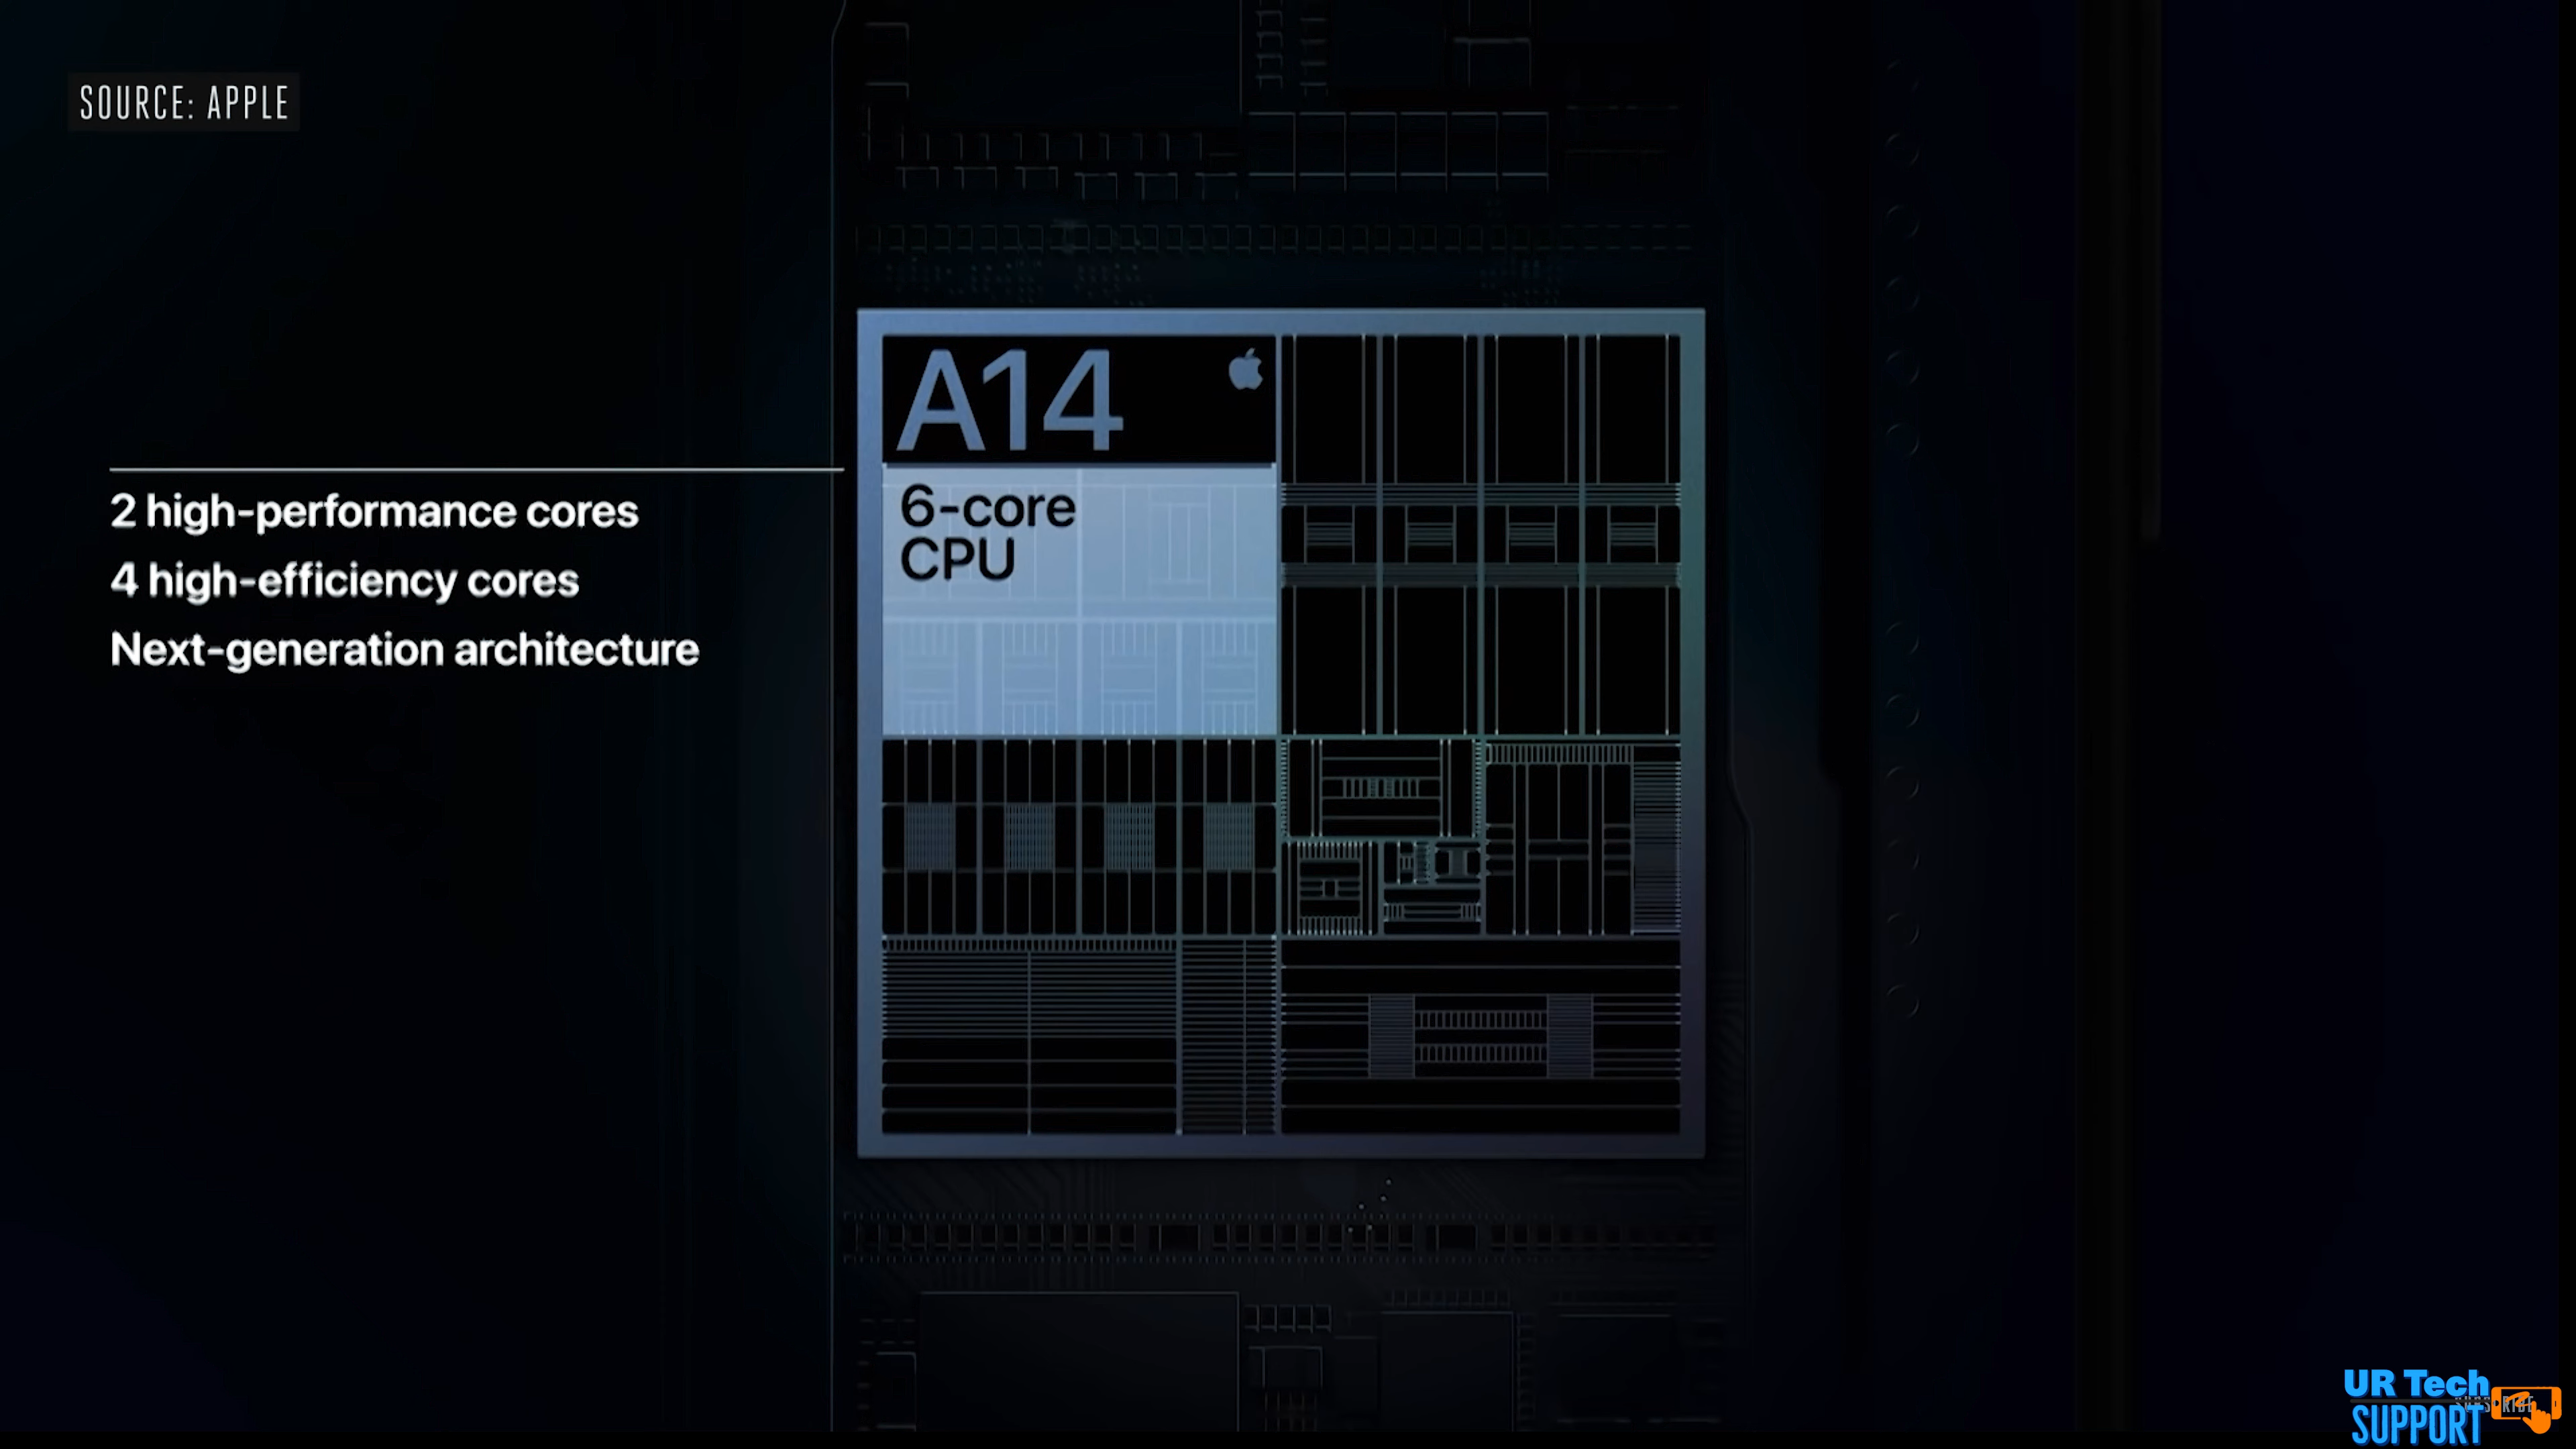 SOURCE: APPLE
A14
2 high-performance cores
4 high-efficiency cores
Next-generation architecture
6-core
CPU
UR Tech
SUPPORT